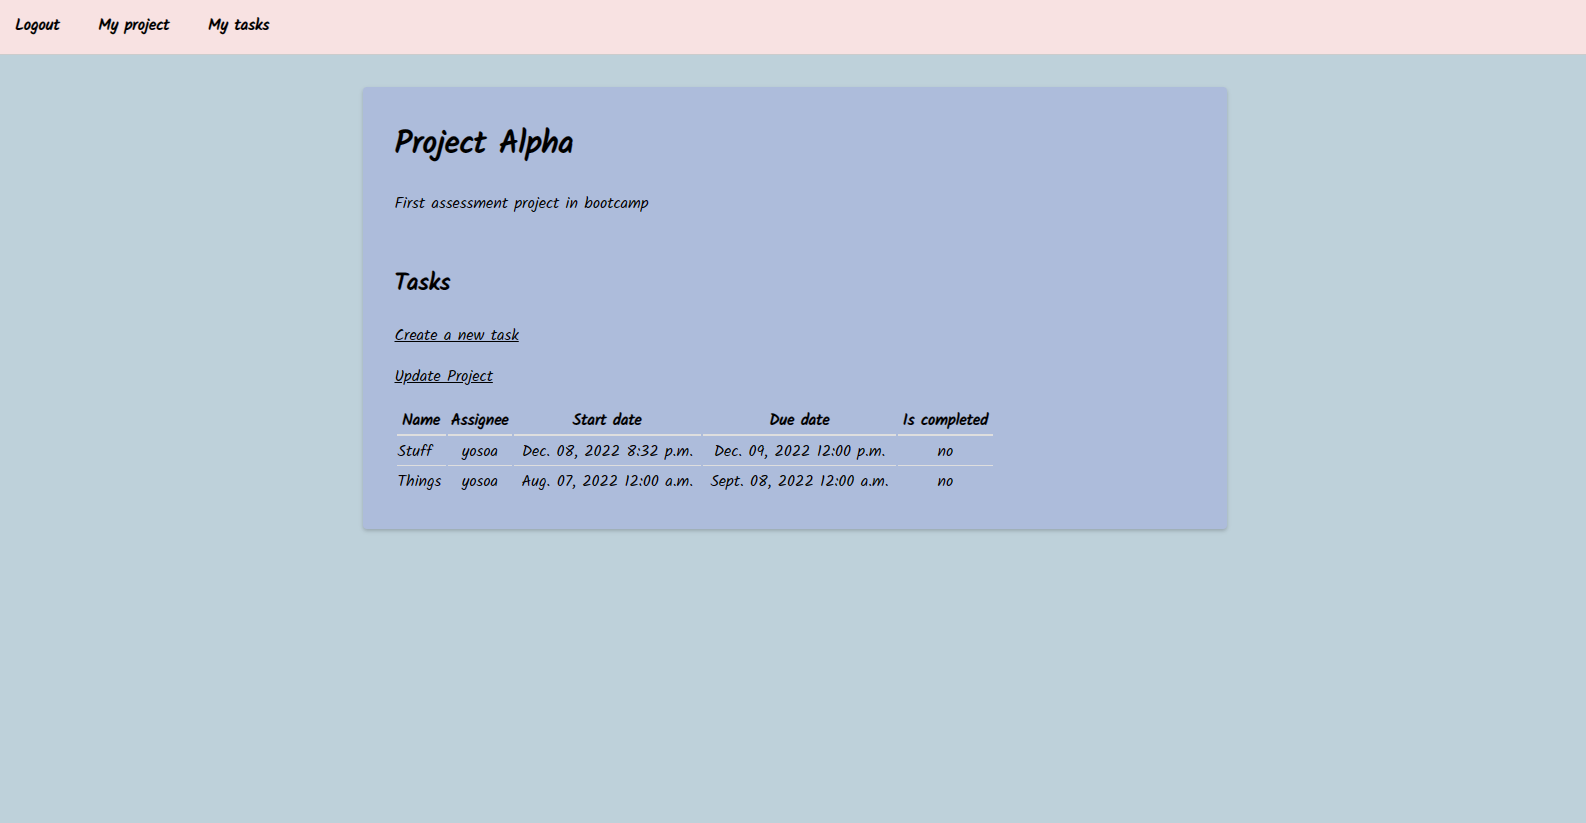 Logout My project My tasks
Project Alpha
First assessment project in bootcamp
Tasks
Create a new task
Update Project
Name Assignee Start date Due date Is completed
Stuff yosoa Dec. 08, 2022 8:32 p.m. Dec. 09, 2022 12:00 p.m. no
Things yosoa Aug. 07, 2022 12:00 a.m. Sept. 08, 2022 12:00 a.m. no